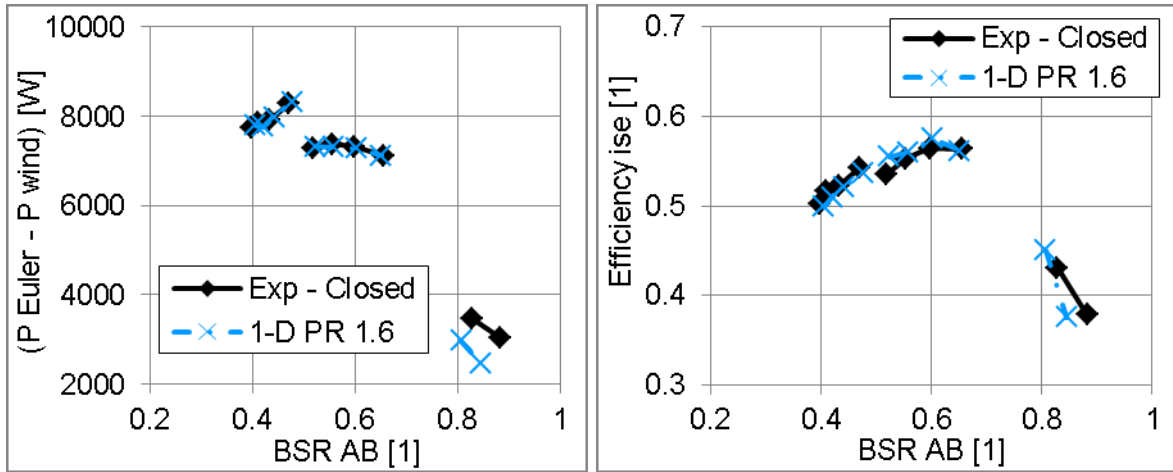 (P Euler - P wind) [W]
10000
8000
6000
4000
2000
Exp - Closed
1-D PR 1.6
0.2
0.4
0.6
0.8
1
BSR AB [1]
Efficiency ise [1]
0.7
0.6
0.5
0.4
0.3
Exp - Closed
1-D PR 1.6
0.2
0.4
0.6
0.8
1
BSR AB [1]